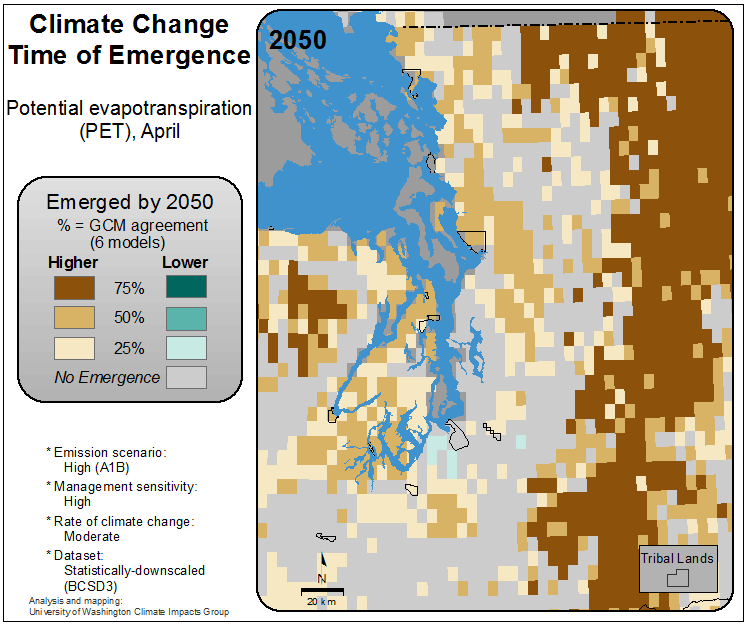 Climate Change
Time of Emergence
Potential evapotranspiration
(PET), April
Emerged by 2050
% = GCM agreement
(6 models)
Higher Lower
75%
50%
25%
No Emergence
* Emission scenario:
High (A1B)
* Management sensitivity:
High
* Rate of climate change:
Moderate
* Dataset:
Statistically-downscaled
(BCSD3)
Analysis and mapping:
University of Washington Climate Impacts Group
2050
N
20 km
Tribal Lands